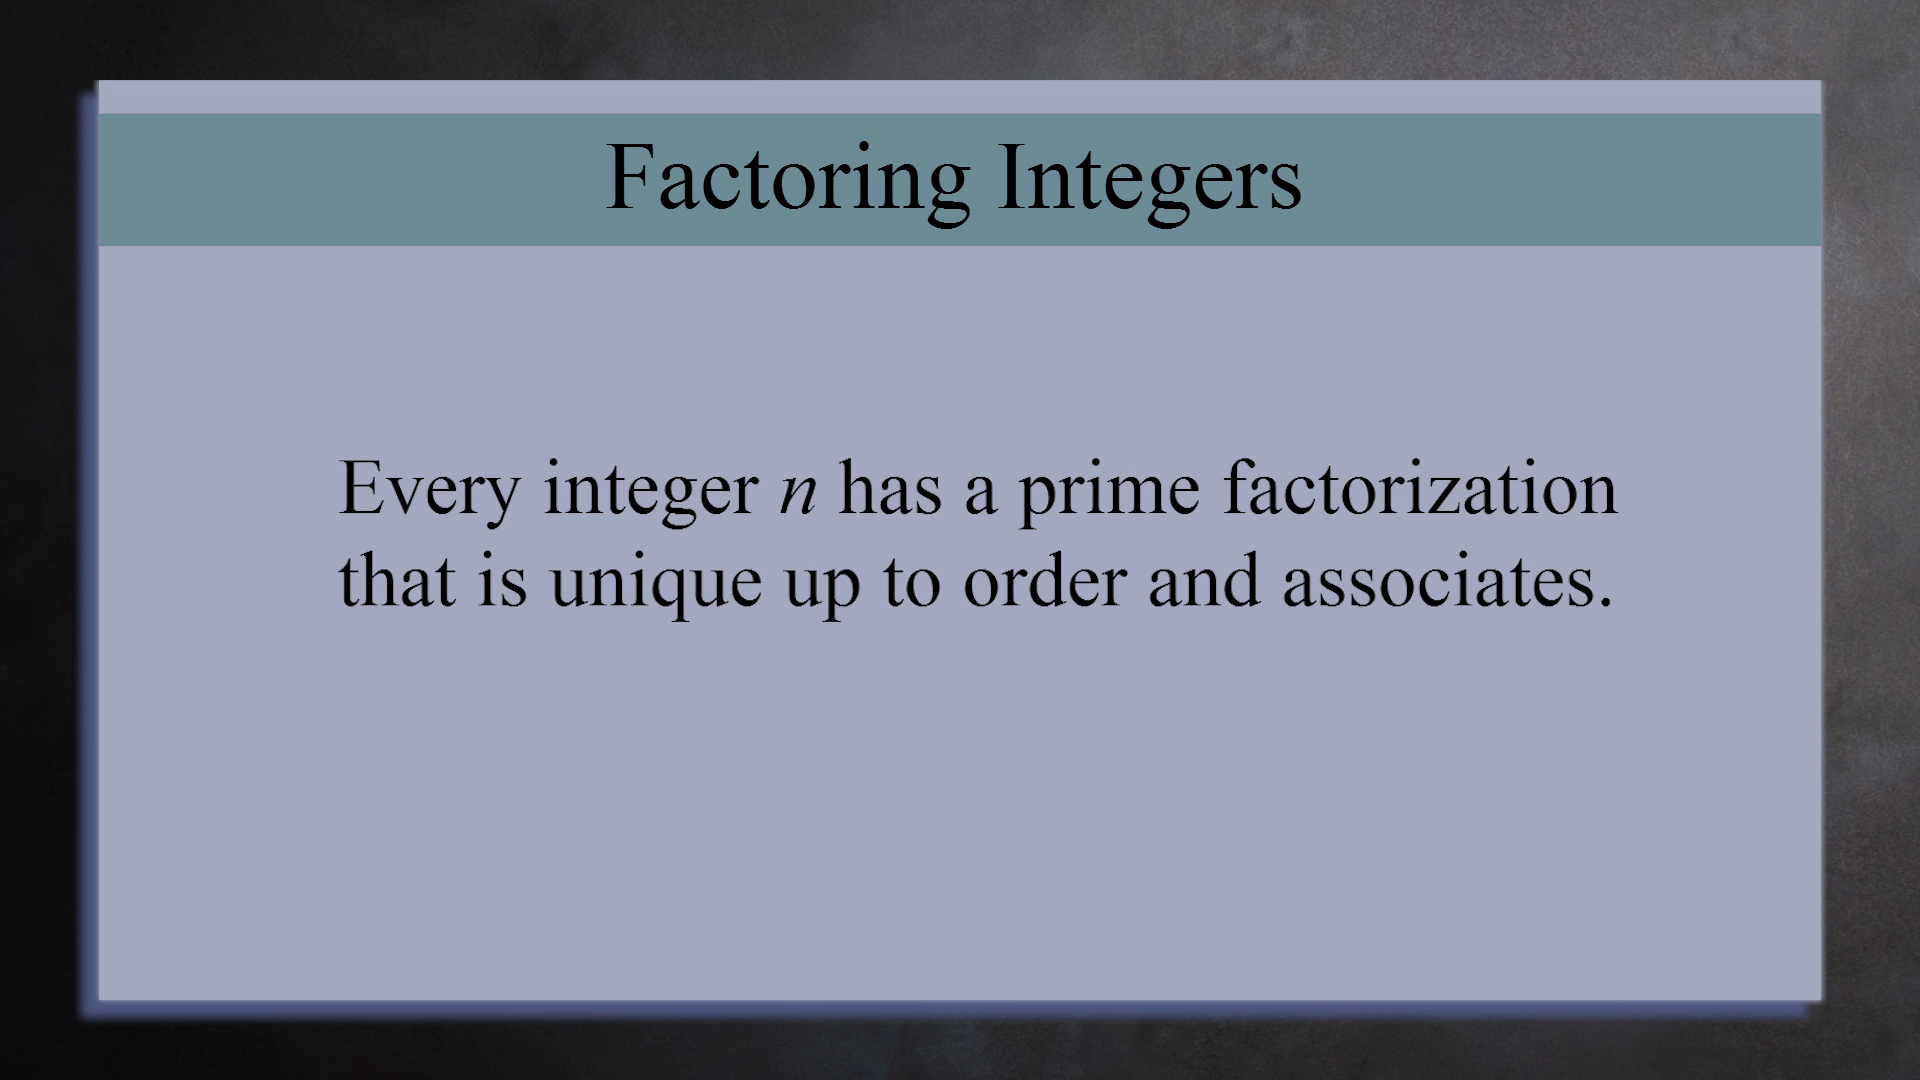 Factoring Integers
Every integer n has a prime factorization
that is unique up to order and associates.